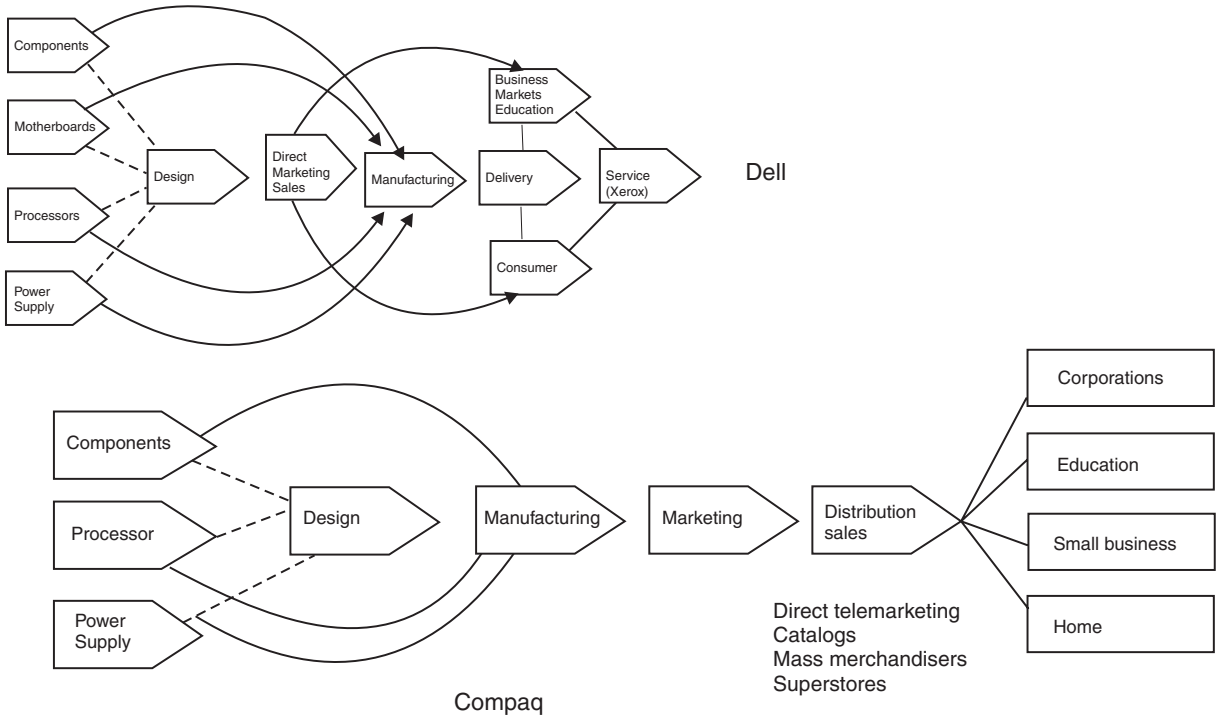 Components
Motherboards
Processors
Power
Supply
Design
Direct
Marketing
Sales
Manufacturing
Business
Markets
Education
Delivery
Consumer
Service
(Xerox)
Dell
Components
Processor
Power
Supply
Design
Manufacturing
Marketing
Distribution
sales
Corporations
Education
Small business
Home
Direct telemarketing
Catalogs
Mass merchandisers
Superstores
Compaq